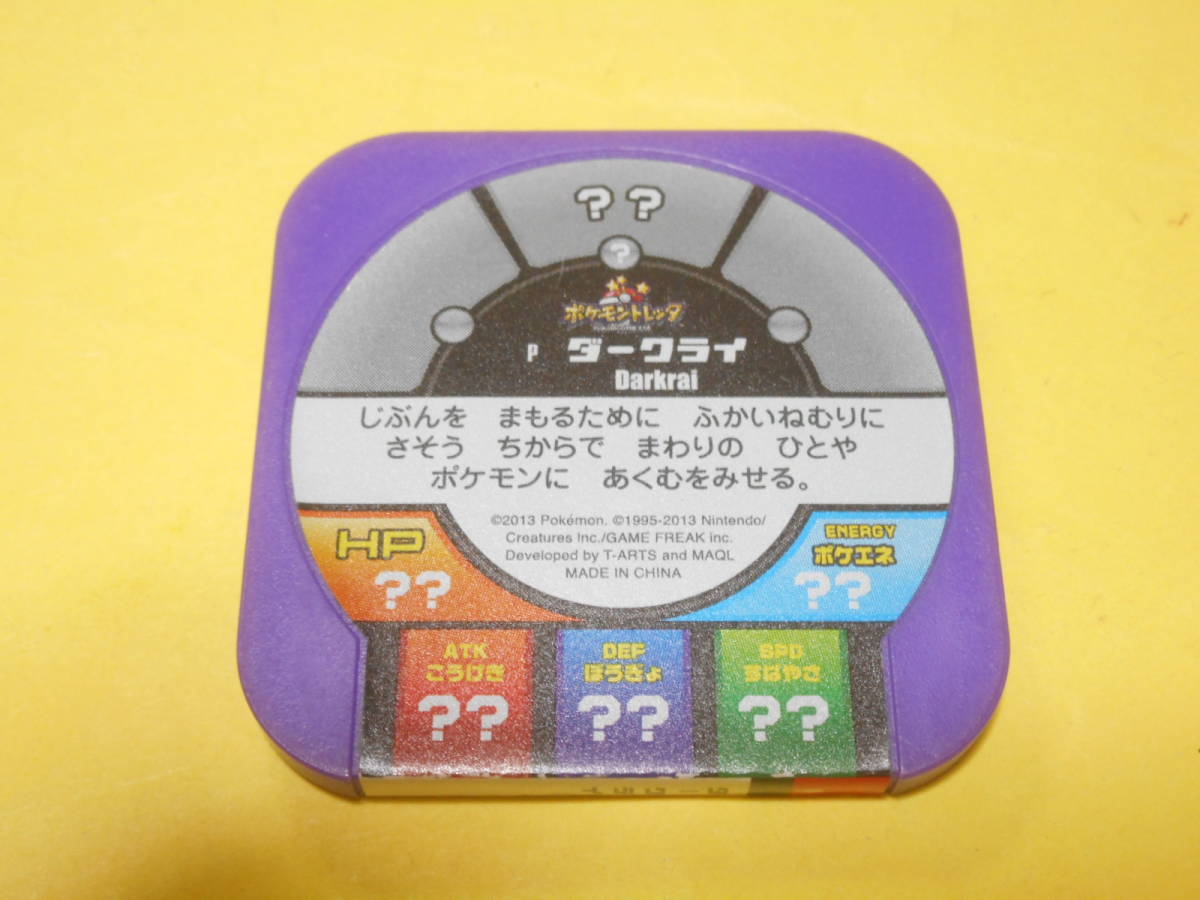 ? ?
?
ポケモントレッタ
P ダークライ
Darkrai
じぶんを まもるために ふかいねむりに
さそう ちからで まわりの ひとや
ポケモンに あくむをみせる。
©2013 Pokémon. ©1995-2013 Nintendo/
Creatures Inc./GAME FREAK inc.
Developed by T-ARTS and MAQL
MADE IN CHINA
HP
??
ENERGY
ポケエネ
??
ATK
こうげき
??
DEF
ぼうぎょ
??
SPD
すばやさ
??